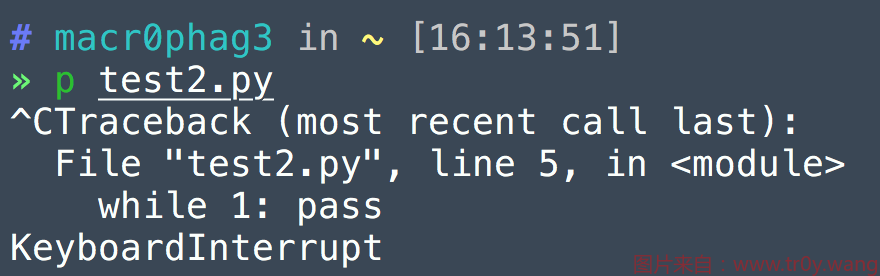 # macr0phag3 in ~ [16:13:51]
» p test2.py
^CTraceback (most recent call last):
  File "test2.py", line 5, in <module>
    while 1: pass
KeyboardInterrupt
图片来自：www.tr0y.wang